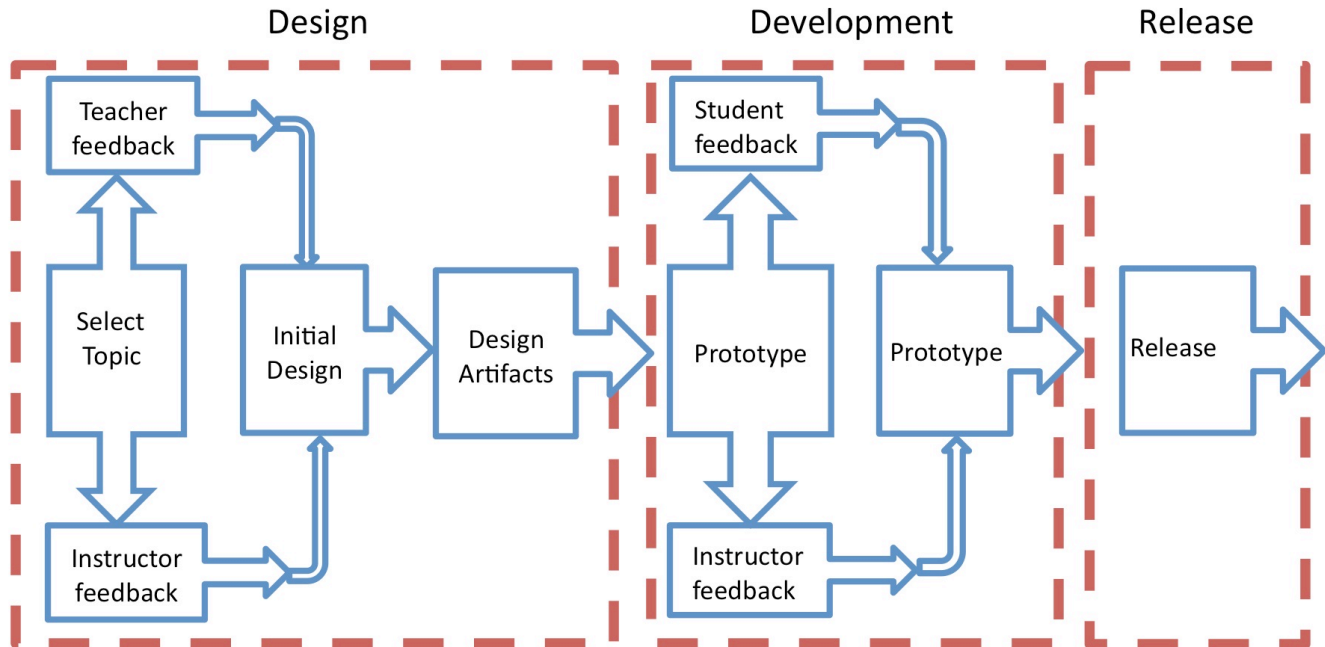 Design
Development
Release
Teacher
feedback
Select
Topic
Instructor
feedback
Initial
Design
Design
Artifacts
Student
feedback
Prototype
Instructor
feedback
Prototype
Release